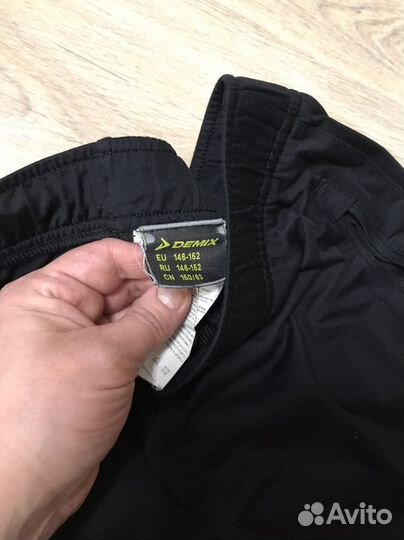 DEMIX
EU 146-152
RU 146-152
CN 150/63
Avito